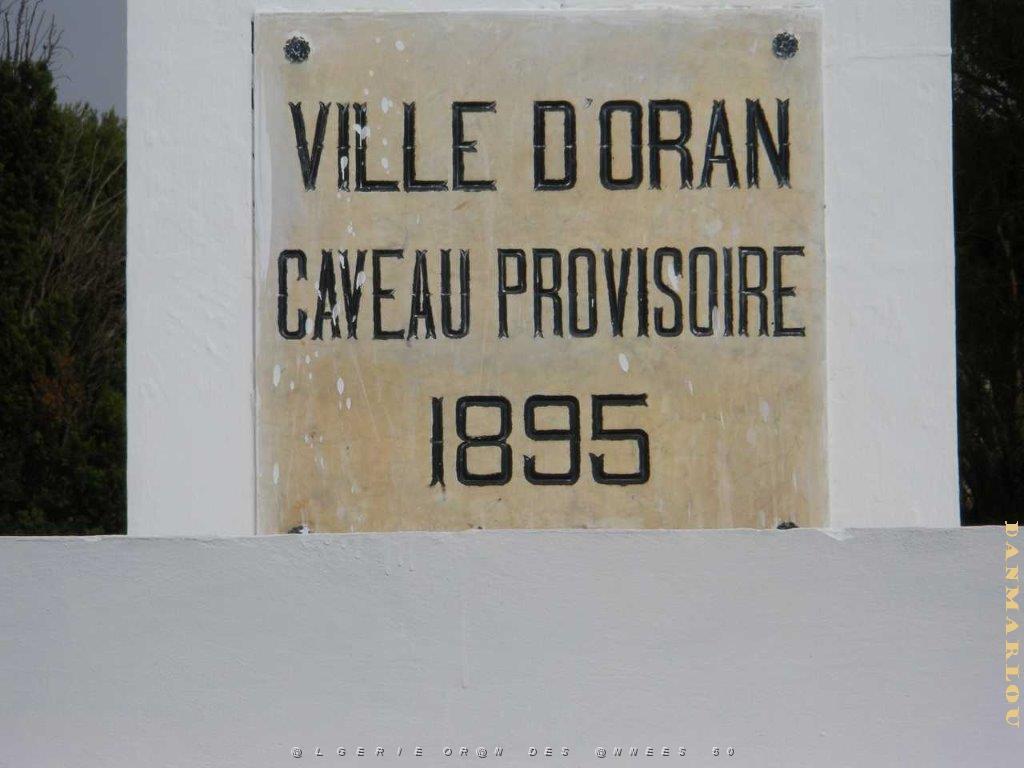 VILLE D'ORAN
CAVEAU PROVISOIRE
1895
DANMARLOU
@LGERIE OR@N DES @NNEES 50